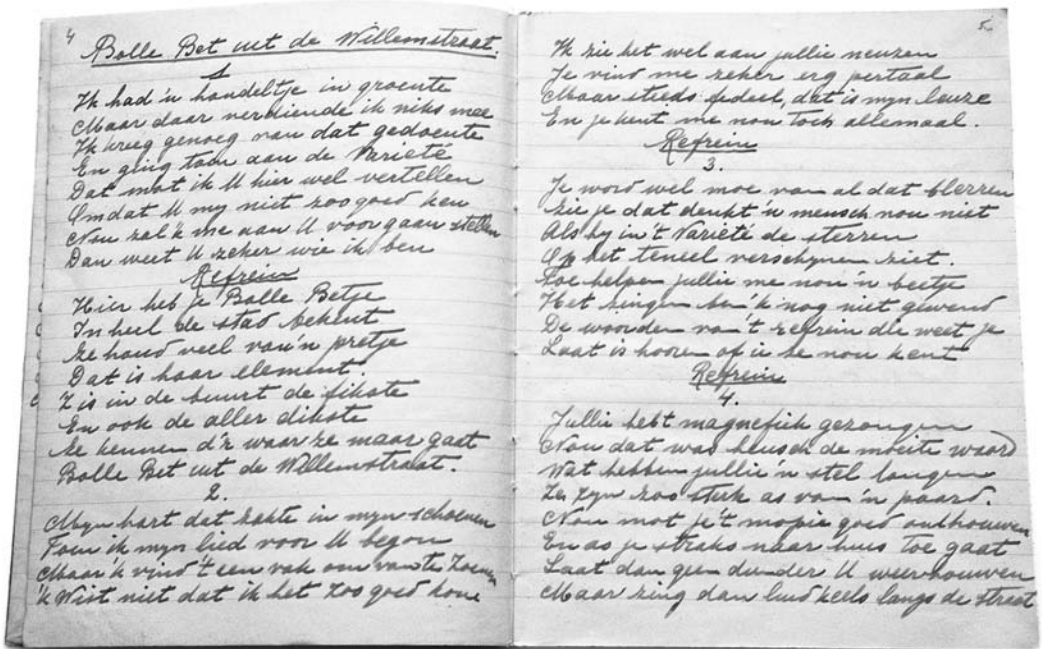 4
Bolle Bet uit de Willemstraat.
1
Ik had 'n handeltje in groente
Maar daar verdiende ik niks mee
Ik kreeg genoeg van dat gedoente
En ging toen aan de Varieté
Dat mot ik U hier wel vertellen
Omdat U my niet zoo goed ken
Nou zal 'k me aan U voor gaan stellen
Dan weet U zeker wie ik ben
Refrein
Hier heb je Bolle Betje
In heel de stad bekent
Ze houd veel van 'n pretje
Dat is haar element.
Z is in de buurt de fikste
En ook de aller dikste
Ze kennen d'r waar ze maar gaat
Bolle Bet uit de Willemstraat.
2.
Myn hart dat zakte in myn schoenen
Toen ik myn lied voor U begon
Maar 'k vind 't een vak om van te zoenen
'k Wist niet dat ik het zoo goed kon
5
Ik zie het wel aan jullie neuzen
Je vind me zeker erg pertaal
Maar steeds fideel, dat is myn leuze
En je kent me nou toch allemaal.
Refrein
3.
Je word wel moe van al dat blerren
Zie je dat denkt 'n mensch nou niet
Als hy in 't Varieté de sterren
Op het toneel verschynen ziet.
Toe helpen jullie me nou 'n beetje
Het zingen ben 'k nog niet gewend
De woorden van 't refrein die weet je
Laat is hooren of u ze nou kent
Refrein
4.
Jullie hebt magnefiek gezongen
Nou dat was heusch de moeite waard
Wat hebben jullie 'n stel longen
Ze zyn zoo sterk as van 'n paard.
Nou mot je 't mopie goed onthouwen
En as je straks naar huis toe gaat
Laat dan geen donder U weerhouwen
Maar zing dan luidkeels langs de straat